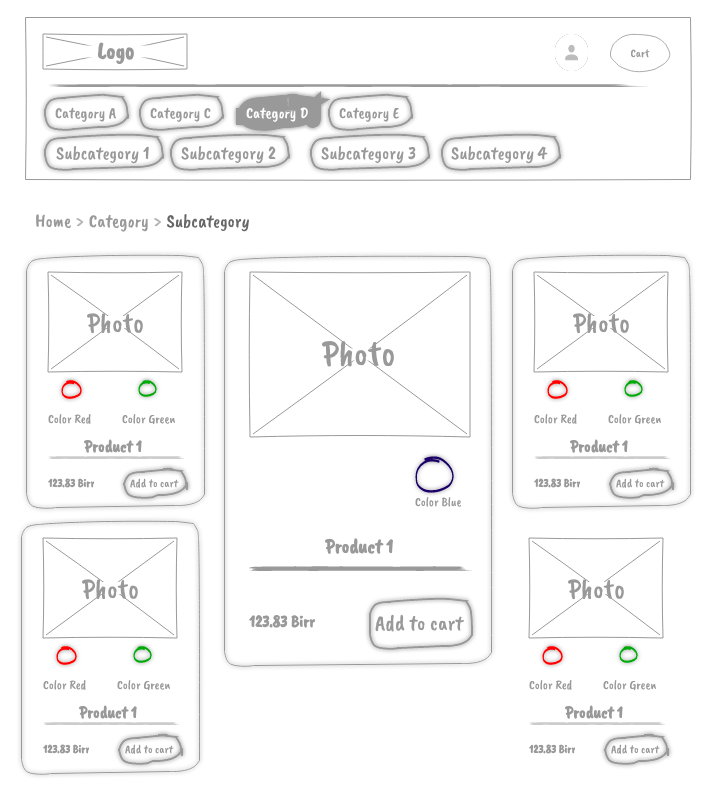 Logo
Cart
Category A
Category C
Category D
Category E
Subcategory 1
Subcategory 2
Subcategory 3
Subcategory 4
Home > Category > Subcategory
Photo
Color Red
Color Green
Product 1
123.83 Birr
Add to cart
Photo
Color Blue
Product 1
123.83 Birr
Add to cart
Photo
Color Red
Color Green
Product 1
123.83 Birr
Add to cart
Photo
Color Red
Color Green
Product 1
123.83 Birr
Add to cart
Photo
Color Red
Color Green
Product 1
123.83 Birr
Add to cart